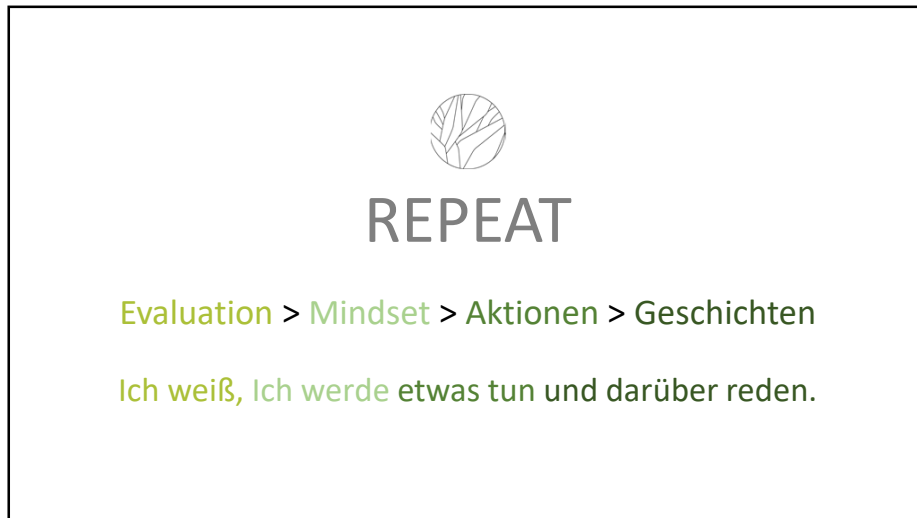 REPEAT
Evaluation > Mindset > Aktionen > Geschichten
Ich weiß, Ich werde etwas tun und darüber reden.